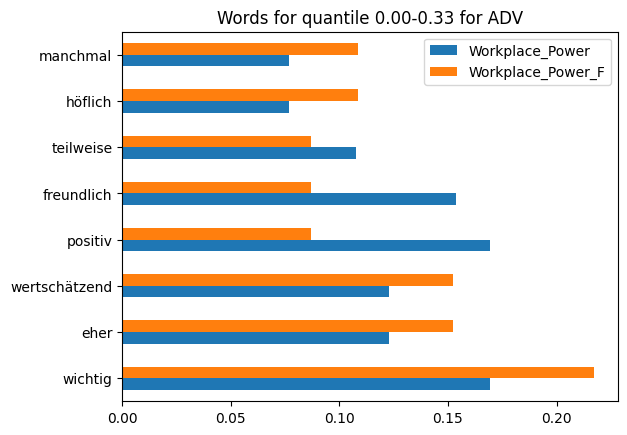 Words for quantile 0.00-0.33 for ADV
Workplace_Power
Workplace_Power_F
manchmal
höflich
teilweise
freundlich
positiv
wertschätzend
eher
wichtig
0.00 0.05 0.10 0.15 0.20